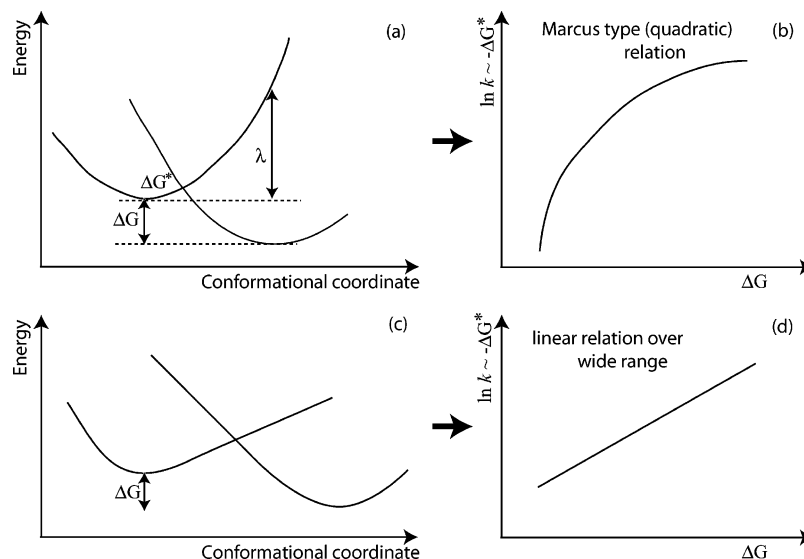 Energy
(a)
ΔG*
λ
ΔG
Conformational coordinate
ln k ~ -ΔG*
Marcus type (quadratic)
relation
(b)
ΔG
Energy
(c)
ΔG
Conformational coordinate
ln k ~ -ΔG*
linear relation over
wide range
(d)
ΔG